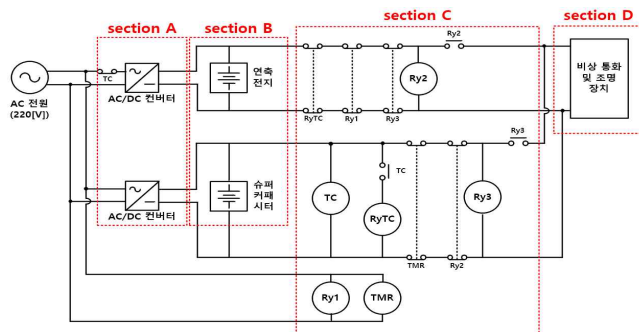 section A
section B
section C
section D
Ry2
TC
AC 전원
(220[V])
AC/DC 컨버터
연축
전지
Ry2
RyTC
Ry1
Ry3
비상 통화
및 조명
장치
Ry3
AC/DC 컨버터
슈퍼
커패
시터
TC
TC
RyTC
Ry3
TMR
Ry2
Ry1
TMR